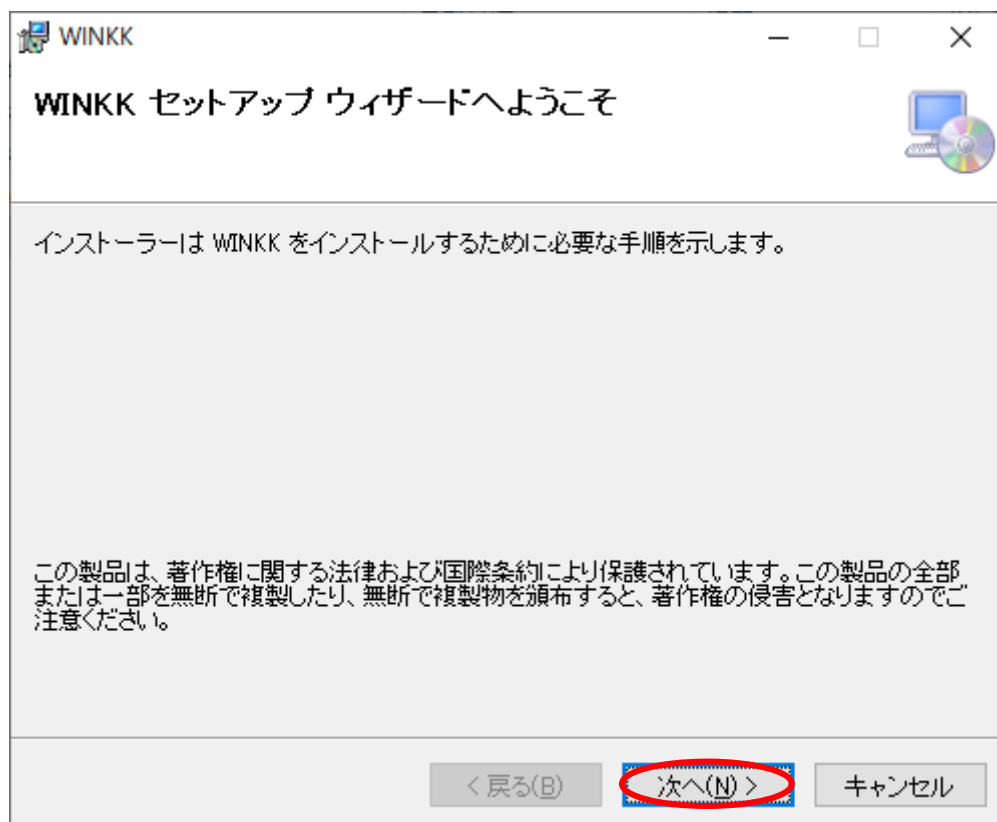 WINKK
WINKK セットアップ ウィザードへようこそ
インストーラーは WINKK をインストールするために必要な手順を示します。
この製品は、著作権に関する法律および国際条約により保護されています。この製品の全部
または一部を無断で複製したり、無断で複製物を頒布すると、著作権の侵害となりますのでご
注意ください。
< 戻る(B) 次へ(N) > キャンセル